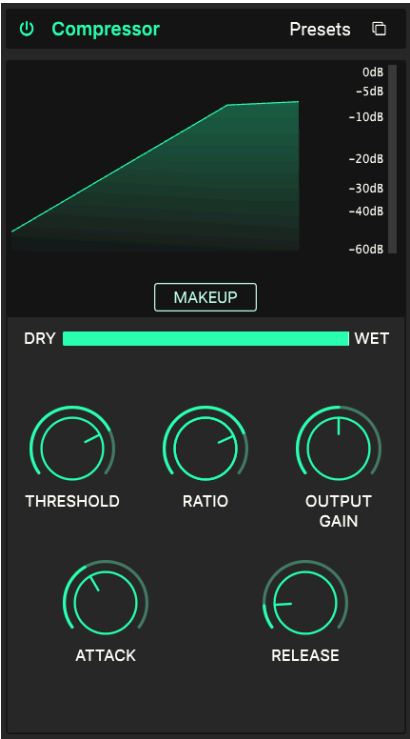 Compressor
Presets
0dB
-5dB
-10dB
-20dB
-30dB
-40dB
-60dB
MAKEUP
DRY
WET
THRESHOLD
RATIO
OUTPUT
GAIN
ATTACK
RELEASE